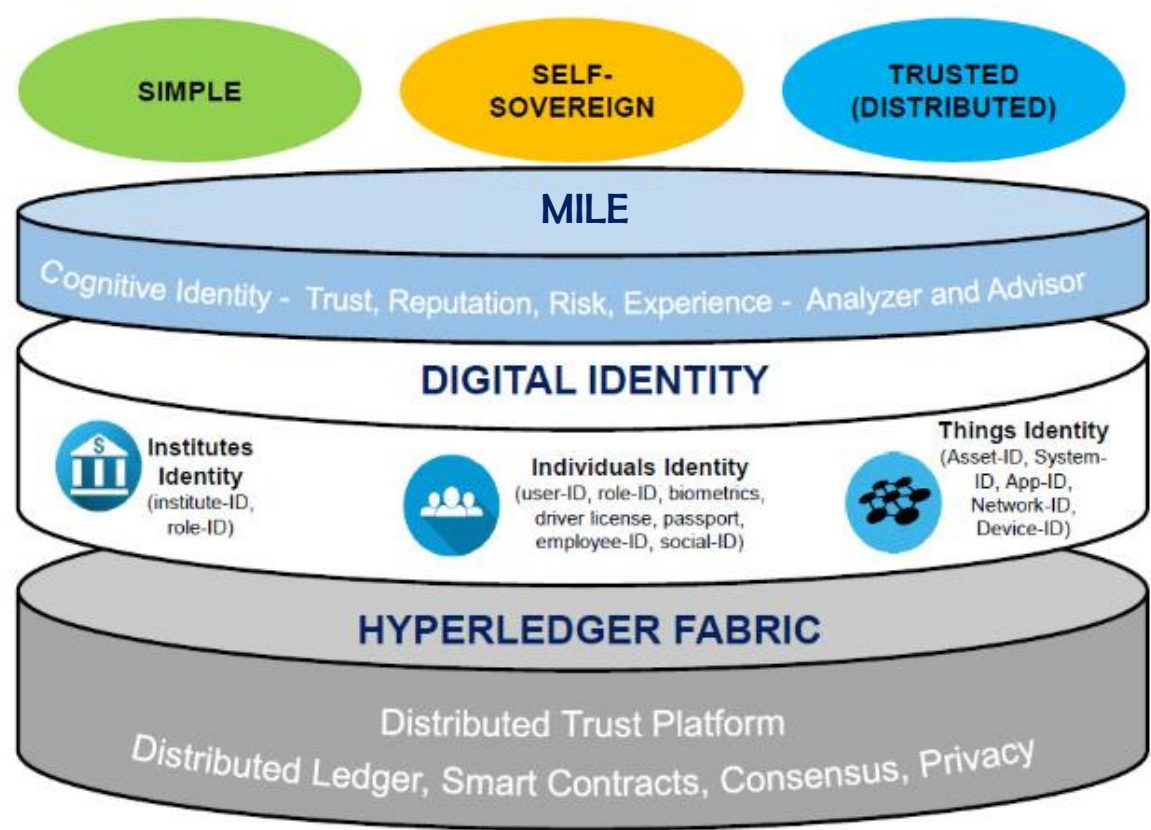 SIMPLE
SELF-
SOVEREIGN
TRUSTED
(DISTRIBUTED)
MILE
Cognitive Identity - Trust, Reputation, Risk, Experience - Analyzer and Advisor
DIGITAL IDENTITY
$
Institutes
Identity
(institute-ID,
role-ID)
Individuals Identity
(user-ID, role-ID, biometrics,
driver license, passport,
employee-ID, social-ID)
Things Identity
(Asset-ID, System-
ID, App-ID,
Network-ID,
Device-ID)
HYPERLEDGER FABRIC
Distributed Trust Platform
Distributed Ledger, Smart Contracts, Consensus, Privacy